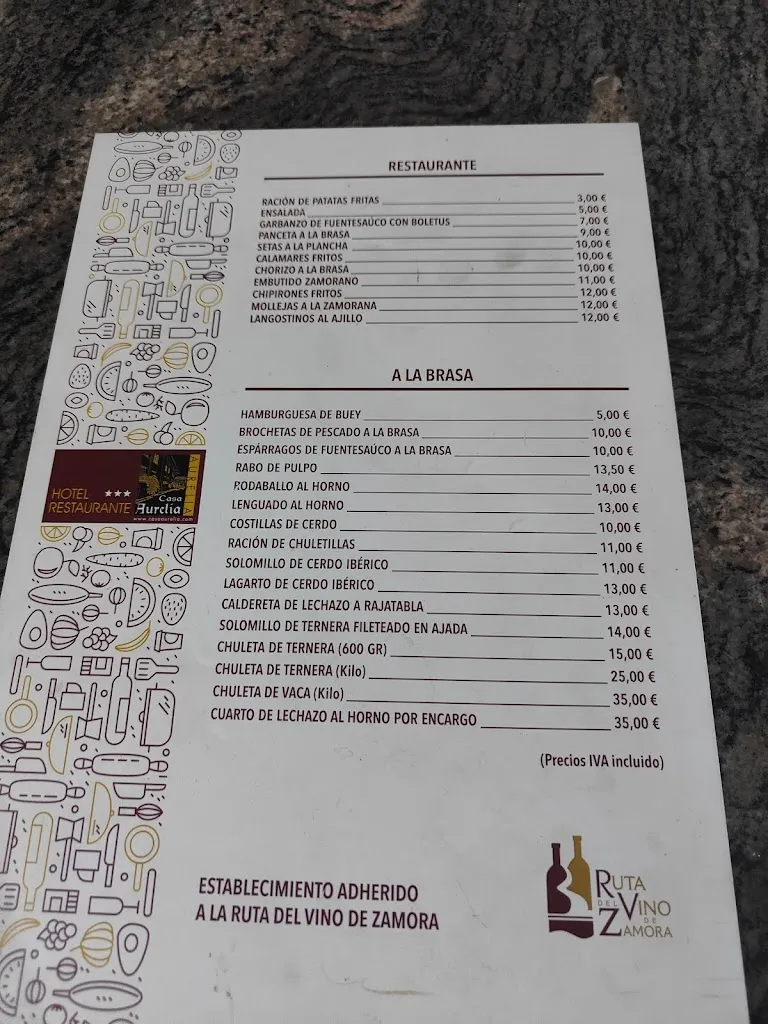 RESTAURANTE
RACIÓN DE PATATAS FRITAS 3,00 €
ENSALADA 5,00 €
GARBANZO DE FUENTESAÚCO CON BOLETUS 7,00 €
PANCETA A LA BRASA 9,00 €
SETAS A LA PLANCHA 10,00 €
CALAMARES FRITOS 10,00 €
CHORIZO A LA BRASA 10,00 €
EMBUTIDO ZAMORANO 11,00 €
CHIPIRONES FRITOS 12,00 €
MOLLEJAS A LA ZAMORANA 12,00 €
LANGOSTINOS AL AJILLO 12,00 €
A LA BRASA
HAMBURGUESA DE BUEY 5,00 €
BROCHETAS DE PESCADO A LA BRASA 10,00 €
ESPÁRRAGOS DE FUENTESAÚCO A LA BRASA 10,00 €
RABO DE PULPO 13,50 €
RODABALLO AL HORNO 14,00 €
LENGUADO AL HORNO 13,00 €
COSTILLAS DE CERDO 10,00 €
RACIÓN DE CHULETILLAS 11,00 €
SOLOMILLO DE CERDO IBÉRICO 11,00 €
LAGARTO DE CERDO IBÉRICO 13,00 €
CALDERETA DE LECHAZO A RAJATABLA 13,00 €
SOLOMILLO DE TERNERA FILETEADO EN AJADA 14,00 €
CHULETA DE TERNERA (600 GR) 15,00 €
CHULETA DE TERNERA (Kilo) 25,00 €
CHULETA DE VACA (Kilo) 35,00 €
CUARTO DE LECHAZO AL HORNO POR ENCARGO 35,00 €
(Precios IVA incluido)
HOTEL ***
RESTAURANTE
Casa
Aurelia
AURELIA
www.casaaurelia.com
ESTABLECIMIENTO ADHERIDO
A LA RUTA DEL VINO DE ZAMORA
RUTA
DEL VINO
DE
ZAMORA